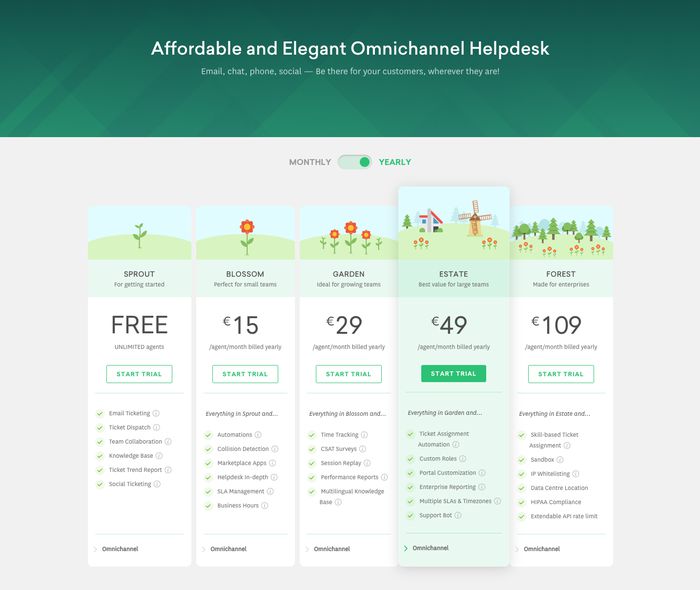 Affordable and Elegant Omnichannel Helpdesk
Email, chat, phone, social — Be there for your customers, wherever they are!
MONTHLY
YEARLY
SPROUT
For getting started
FREE
UNLIMITED agents
START TRIAL
Email Ticketing
Ticket Dispatch
Team Collaboration
Knowledge Base
Ticket Trend Report
Social Ticketing
Omnichannel
BLOSSOM
Perfect for small teams
€15
/agent/month billed yearly
START TRIAL
Everything in Sprout and...
Automations
Collision Detection
Marketplace Apps
Helpdesk In-depth
SLA Management
Business Hours
Omnichannel
GARDEN
Ideal for growing teams
€29
/agent/month billed yearly
START TRIAL
Everything in Blossom and...
Time Tracking
CSAT Surveys
Session Replay
Performance Reports
Multilingual Knowledge
Base
Omnichannel
ESTATE
Best value for large teams
€49
/agent/month billed yearly
START TRIAL
Everything in Garden and...
Ticket Assignment
Automation
Custom Roles
Portal Customization
Enterprise Reporting
Multiple SLAs & Timezones
Support Bot
Omnichannel
FOREST
Made for enterprises
€109
/agent/month billed yearly
START TRIAL
Everything in Estate and...
Skill-based Ticket
Assignment
Sandbox
IP Whitelisting
Data Centre Location
HIPAA Compliance
Extendable API rate limit
Omnichannel